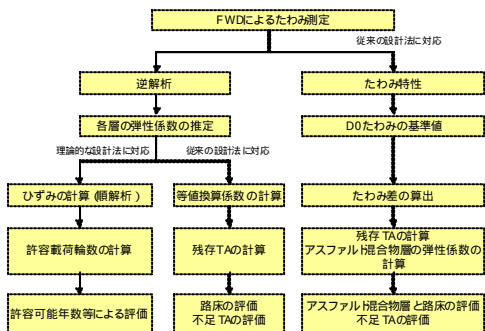 FWDによるたわみ測定
従来の設計法に対応
逆解析
たわみ特性
各層の弾性係数の推定
D0たわみの基準値
理論的な設計法に対応
従来の設計法に対応
ひずみの計算(順解析)
等値換算係数の計算
たわみ差の算出
許容載荷輪数の計算
残存TAの計算
残存TAの計算
アスファルト混合物層の弾性係数の
計算
許容可能年数等による評価
路床の評価
不足TAの評価
アスファルト混合物層と路床の評価
不足TAの評価